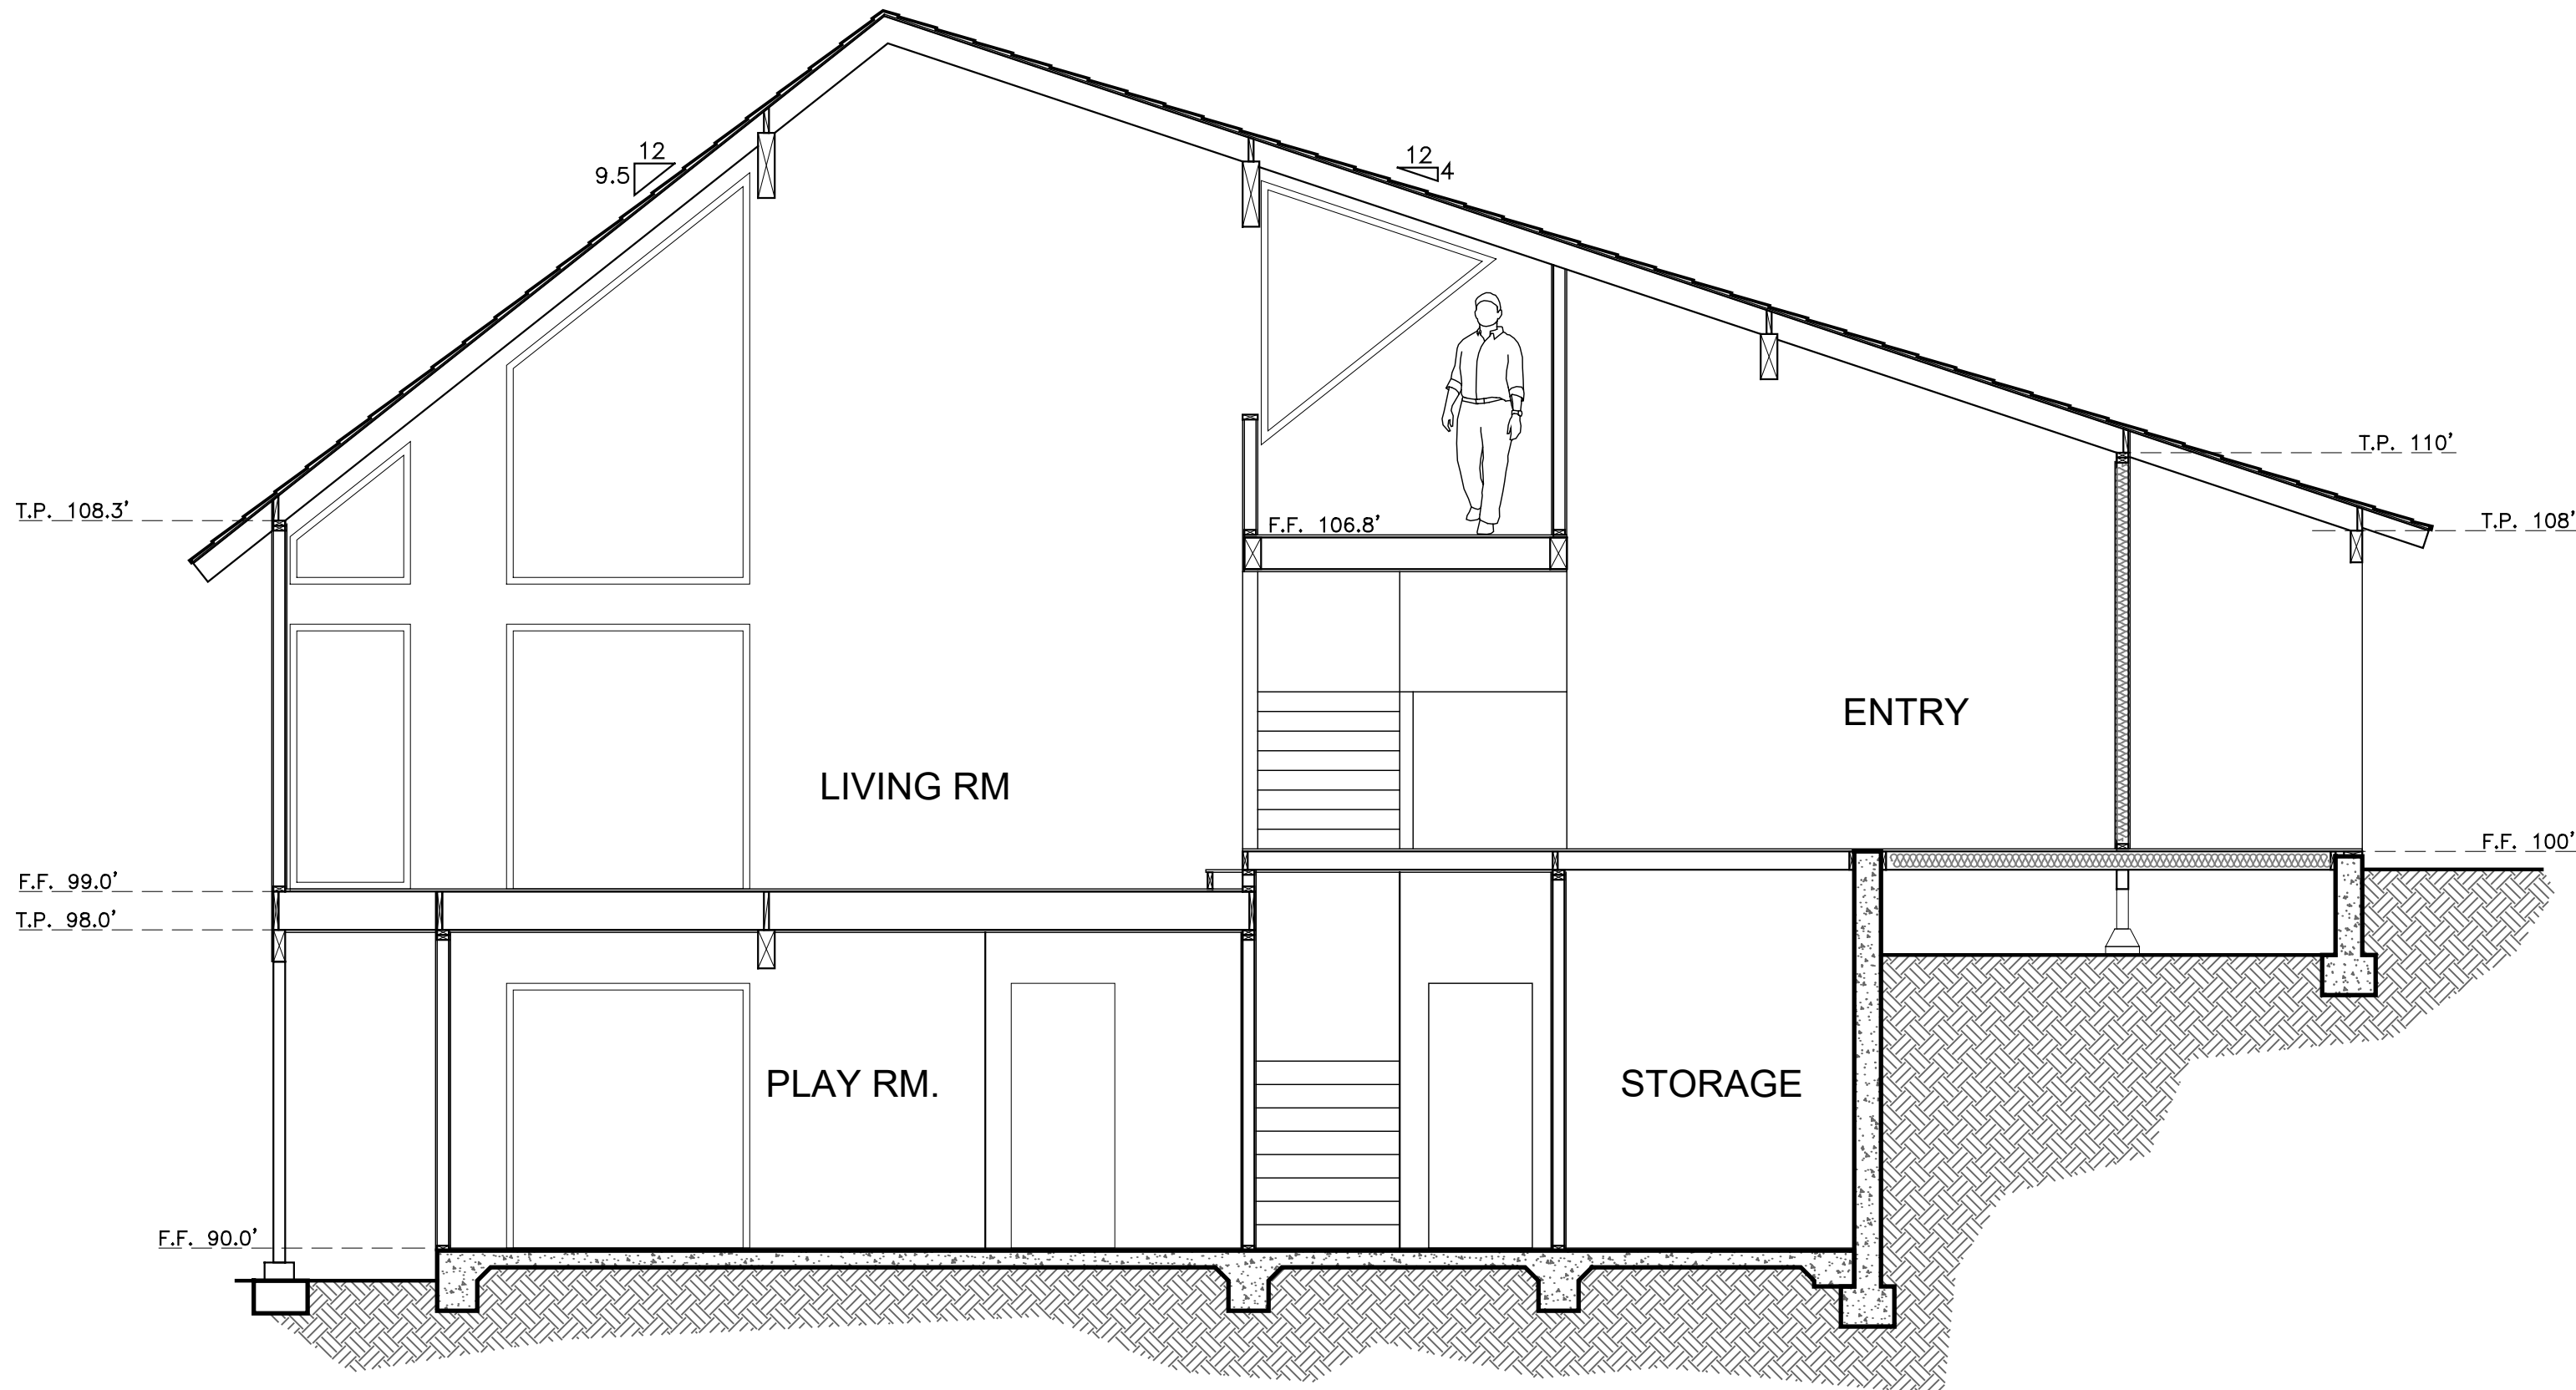 12
9.5
12
4
T.P. 110’
T.P. 108.3’
F.F. 106.8’
T.P. 108’
ENTRY
LIVING RM
F.F. 100’
F.F. 99.0’
T.P. 98.0’
PLAY RM.
STORAGE
F.F. 90.0’